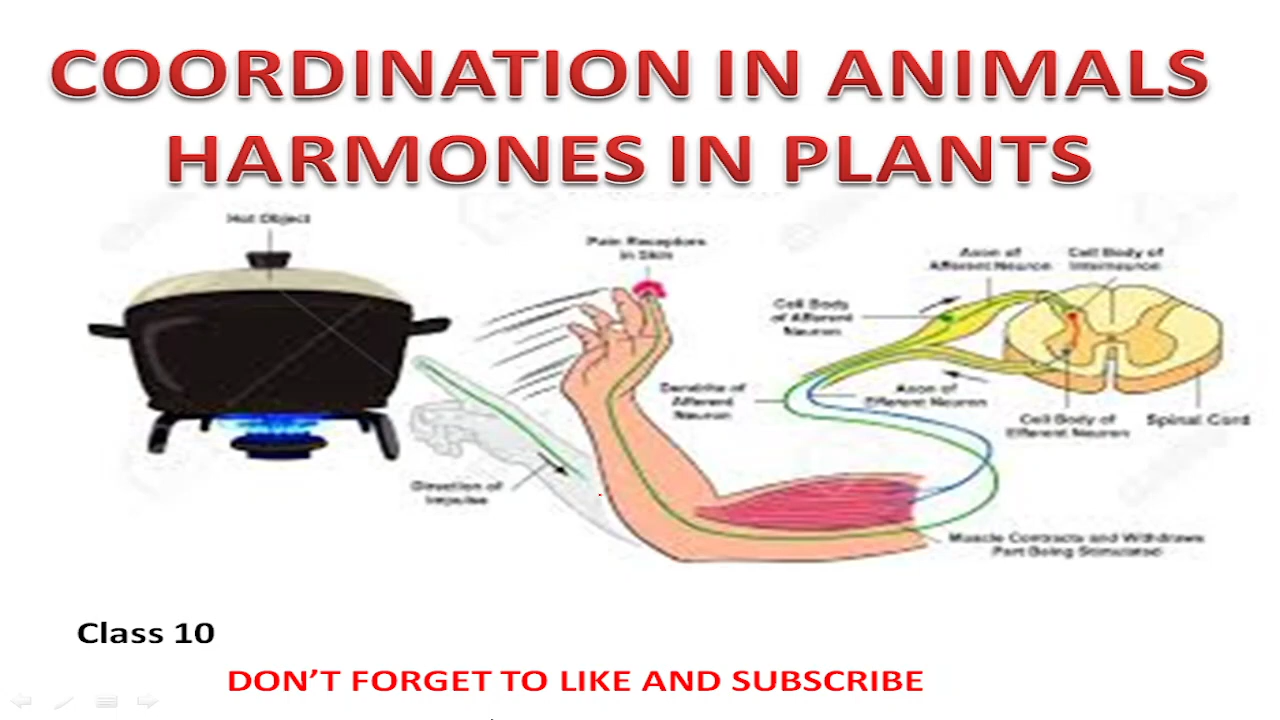 COORDINATION IN ANIMALS
HARMONES IN PLANTS
Hot Object
Pain Receptors
in Skin
Axon of
Afferent Neuron
Cell Body of
Interneuron
Cell Body
of Afferent
Neuron
Dendrite of
Afferent
Neuron
Axon of
Efferent Neuron
Cell Body of
Efferent Neuron
Spinal Cord
Direction of
Impulse
Muscle Contracts and Withdraws
Part Being Stimulated
Class 10
DON’T FORGET TO LIKE AND SUBSCRIBE